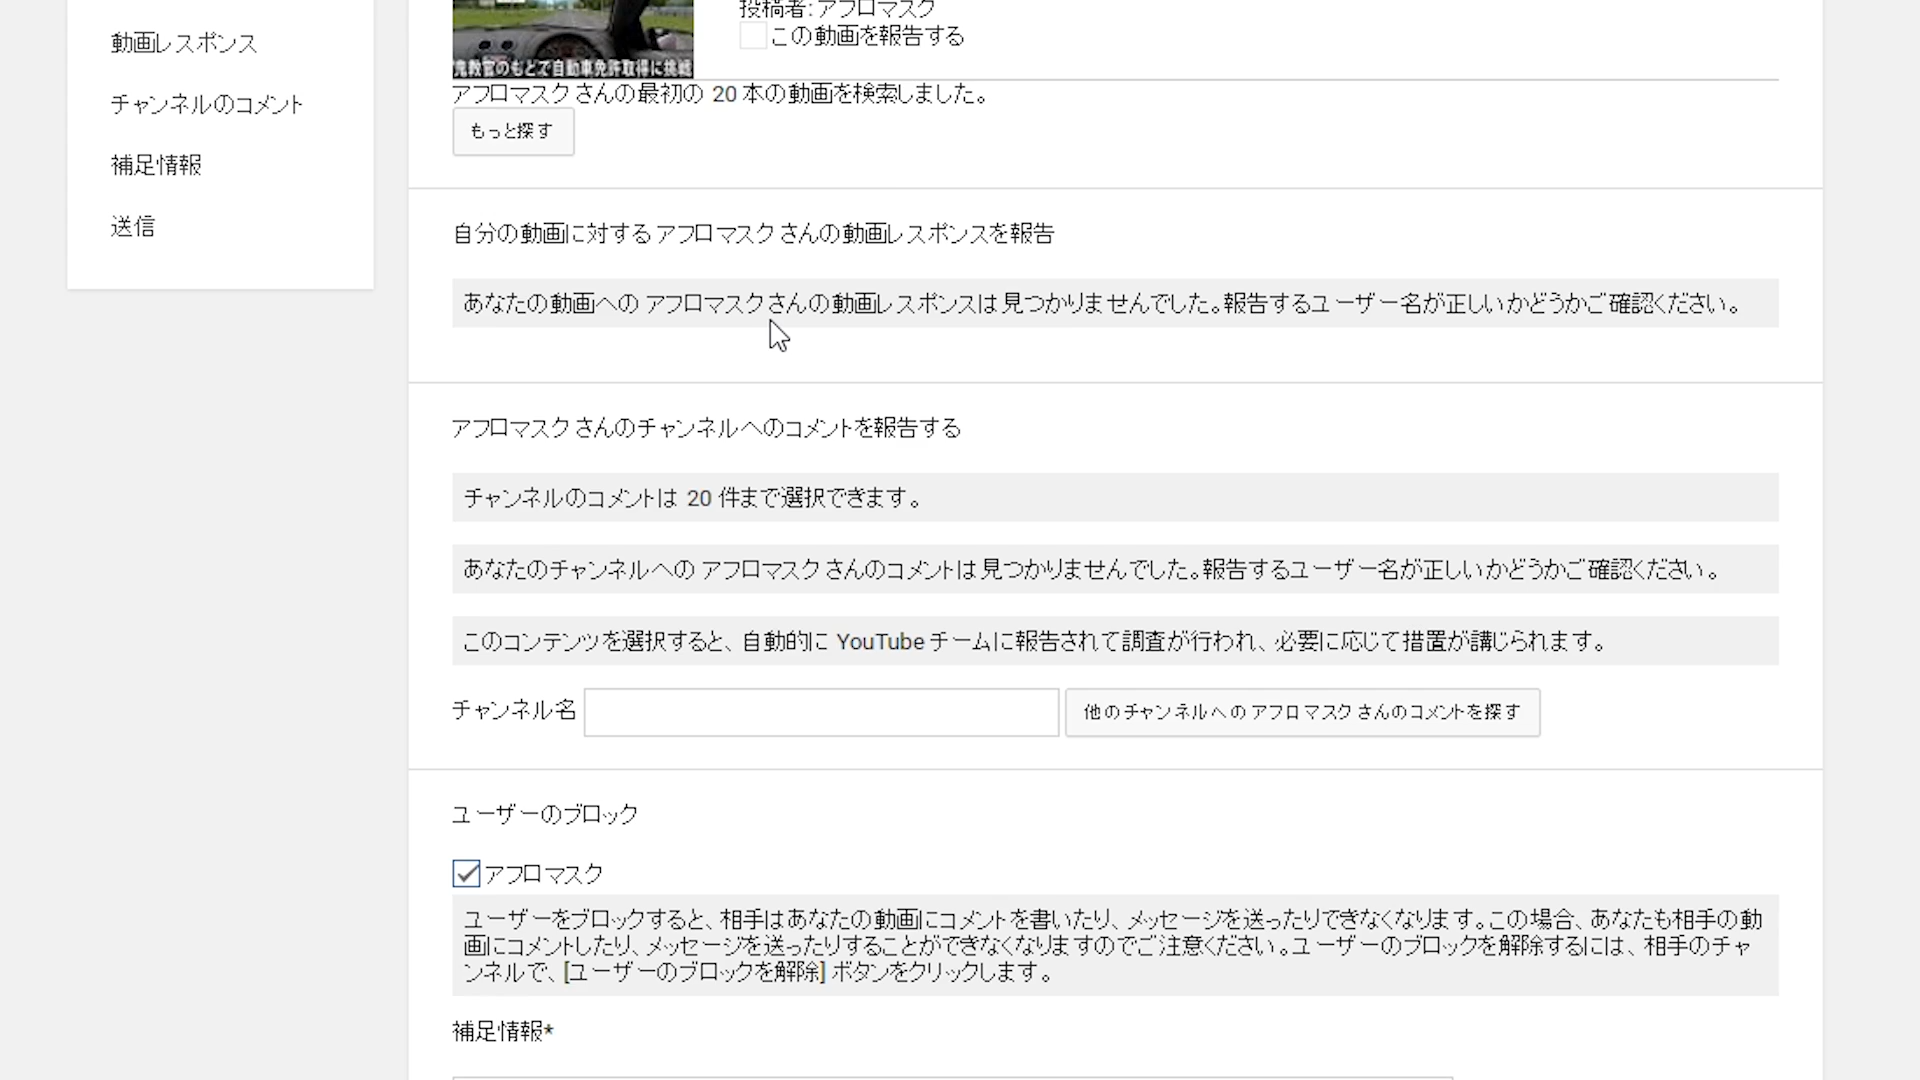 動画レスポンス
チャンネルのコメント
補足情報
送信
投稿者: アフロマスク
この動画を報告する
鬼教官のもとで自動車免許取得に挑戦
アフロマスク さんの最初の 20 本の動画を検索しました。
もっと探す
自分の動画に対する アフロマスク さんの動画レスポンスを報告
あなたの動画への アフロマスク さんの動画レスポンスは見つかりませんでした。報告するユーザー名が正しいかどうかご確認ください。
アフロマスク さんのチャンネルへのコメントを報告する
チャンネルのコメントは 20 件まで選択できます。
あなたのチャンネルへの アフロマスク さんのコメントは見つかりませんでした。報告するユーザー名が正しいかどうかご確認ください。
このコンテンツを選択すると、自動的に YouTube チームに報告されて調査が行われ、必要に応じて措置が講じられます。
チャンネル名
他のチャンネルへの アフロマスク さんのコメントを探す
ユーザーのブロック
アフロマスク
ユーザーをブロックすると、相手はあなたの動画にコメントを書いたり、メッセージを送ったりできなくなります。この場合、あなたも相手の動
画にコメントしたり、メッセージを送ったりすることができなくなりますのでご注意ください。ユーザーのブロックを解除するには、相手のチャ
ンネルで、[ユーザーのブロックを解除] ボタンをクリックします。
補足情報*